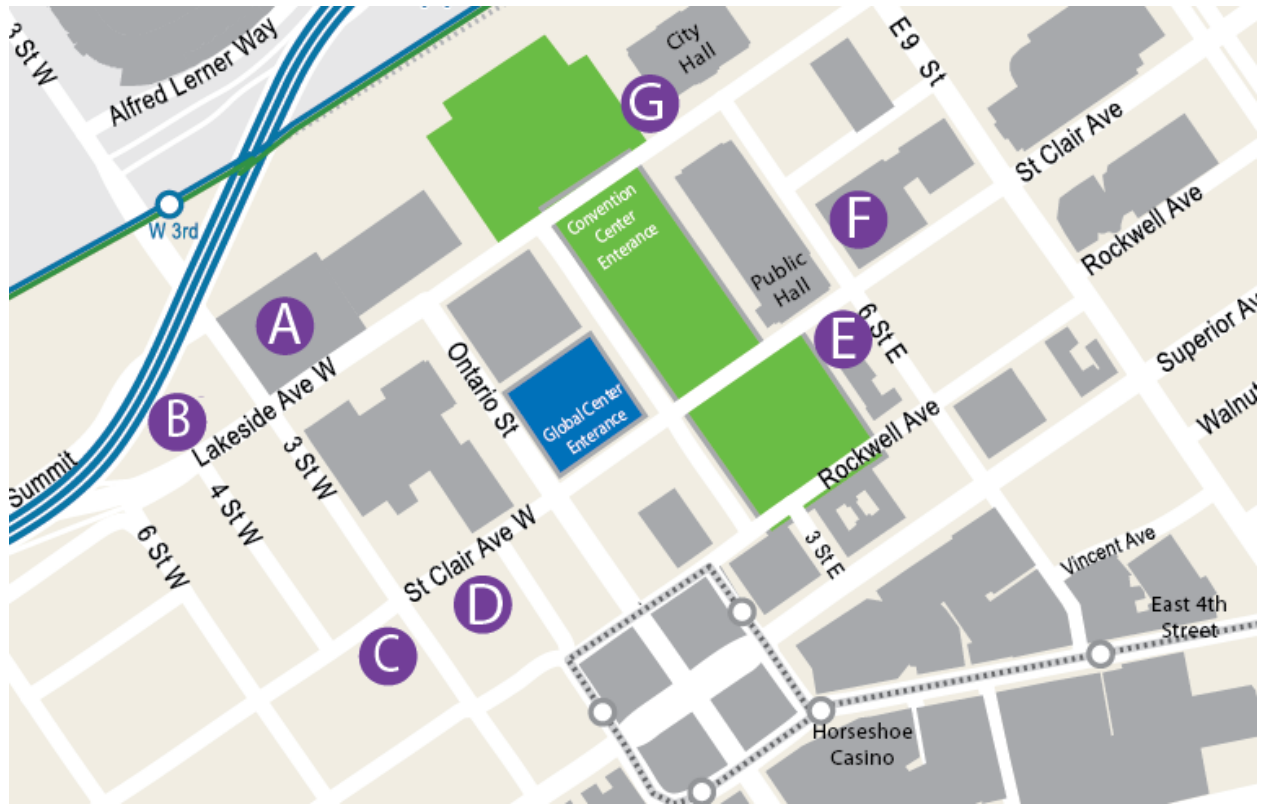 3 St W
Alfred Lerner Way
City
Hall
E 9 St
G
St Clair Ave
W 3rd
Convention
Center
Enterance
F
Rockwell Ave
Public
Hall
A
6 St E
E
Superior Av
Ontario St
Lakeside Ave W
Global Center
Enterance
B
Walnut
Rockwell Ave
Summit
3 St W
4 St W
6 St W
St Clair Ave W
3 St E
Vincent Ave
D
C
East 4th
Street
Horseshoe
Casino